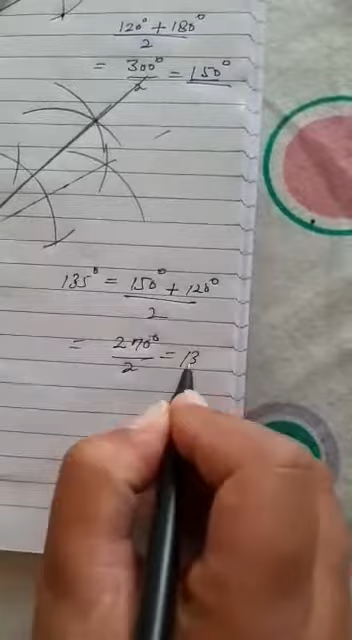 120° + 180°
2
= 300° = 150°
2
135° = 150° + 120°
2
= 270° = 13
2